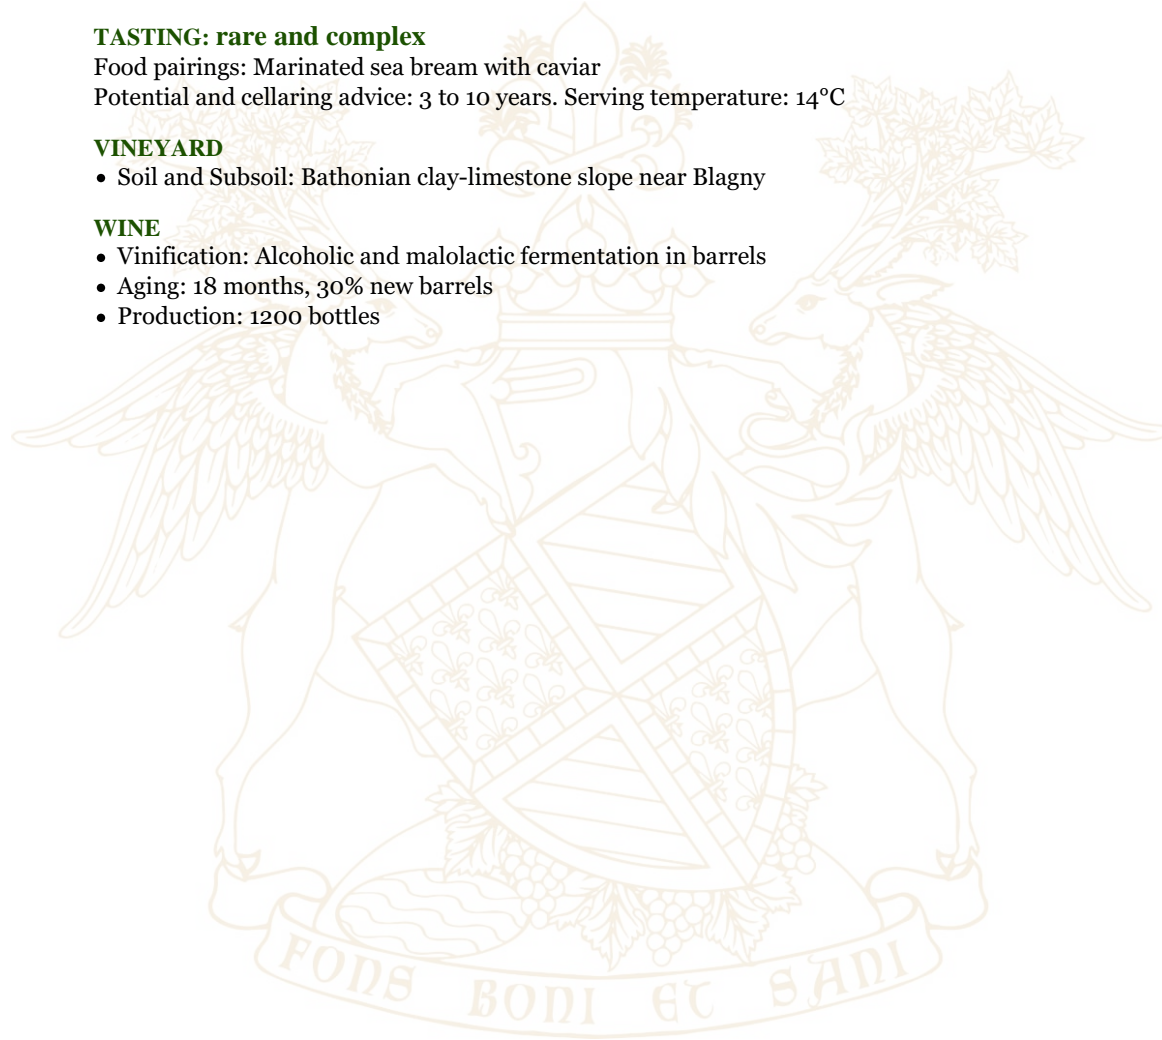 TASTING: rare and complex
Food pairings: Marinated sea bream with caviar
Potential and cellaring advice: 3 to 10 years. Serving temperature: 14°C
VINEYARD
• Soil and Subsoil: Bathonian clay-limestone slope near Blagny
WINE
• Vinification: Alcoholic and malolactic fermentation in barrels
• Aging: 18 months, 30% new barrels
• Production: 1200 bottles
FONS BONI ET SANI